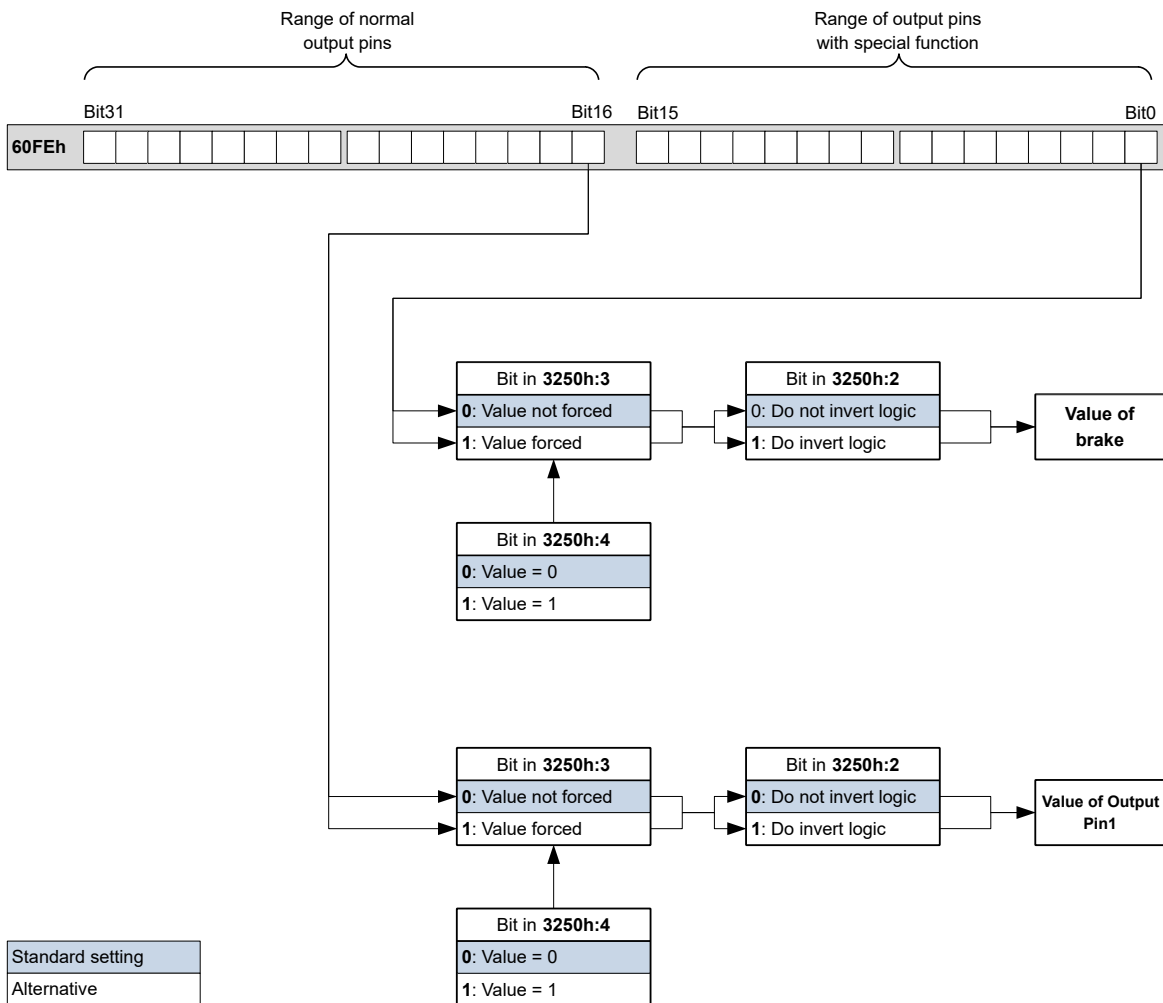 Range of normal
output pins
Range of output pins
with special function
Bit31
Bit16
Bit15
Bit0
60FEh
Bit in 3250h:3
0: Value not forced
1: Value forced
Bit in 3250h:2
0: Do not invert logic
1: Do invert logic
Value of
brake
Bit in 3250h:4
0: Value = 0
1: Value = 1
Bit in 3250h:3
0: Value not forced
1: Value forced
Bit in 3250h:2
0: Do not invert logic
1: Do invert logic
Value of Output
Pin1
Bit in 3250h:4
0: Value = 0
1: Value = 1
Standard setting
Alternative